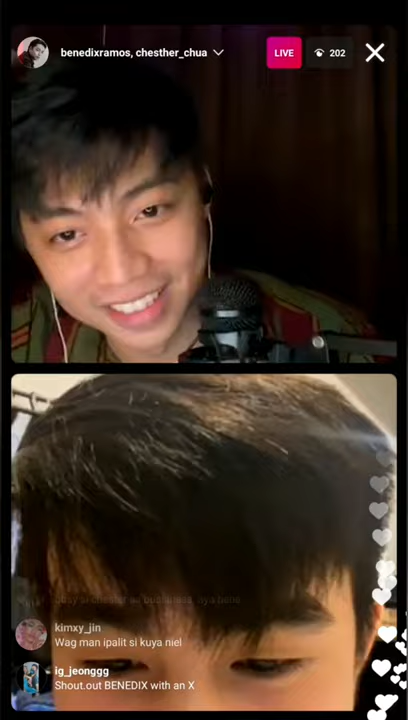 benedixramos, chesther_chua
LIVE
202
kimxy_jin
Wag man ipalit si kuya niel
ig_jeonggg
Shout.out BENEDIX with an X